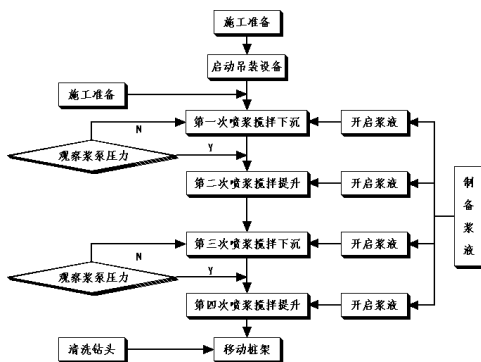 施工准备
启动吊装设备
施工准备
第一次喷浆搅拌下沉
开启浆液
N
观察浆泵压力
Y
第二次喷浆搅拌提升
开启浆液
制备浆液
第三次喷浆搅拌下沉
开启浆液
N
观察浆泵压力
Y
第四次喷浆搅拌提升
开启浆液
清洗钻头
移动桩架